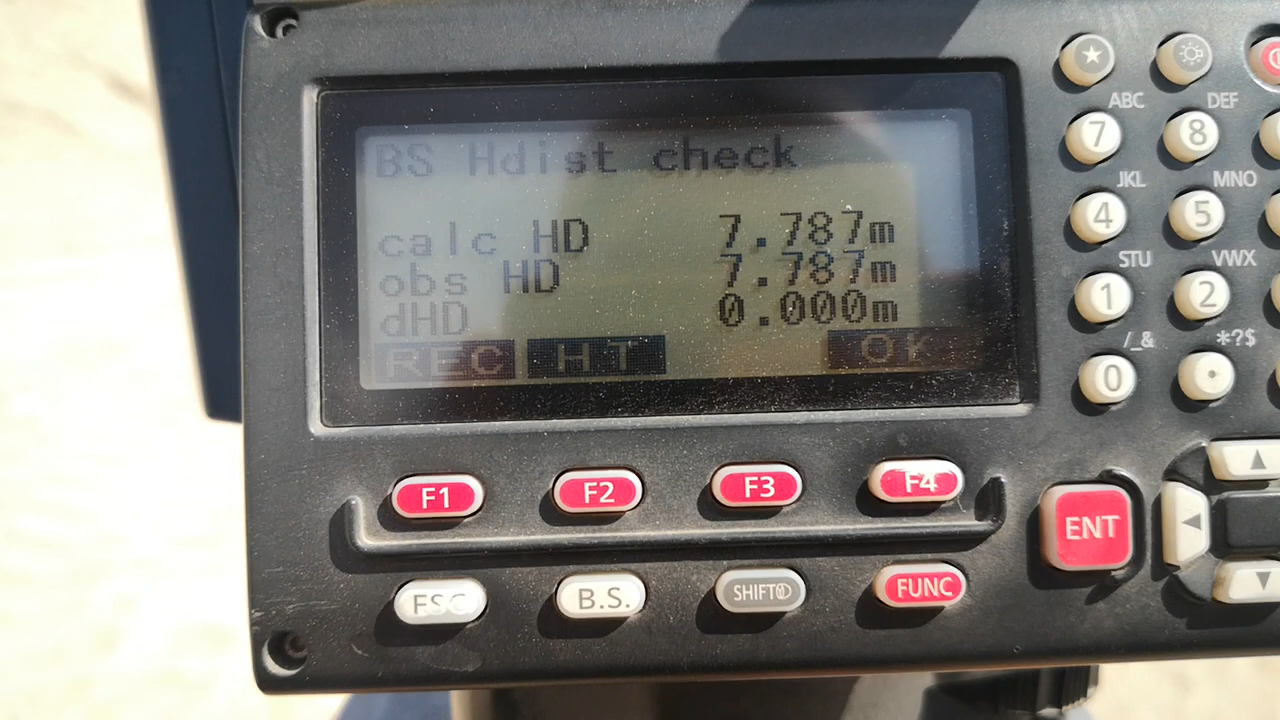 BS Hdist check
calc HD 7.787m
obs HD 7.787m
dHD 0.000m
REC HT OK
ABC DEF
7 8
JKL MNO
4 5
STU VWX
1 2
/_& *?$
0 .
F1 F2 F3 F4
ENT
ESC B.S. SHIFT FUNC